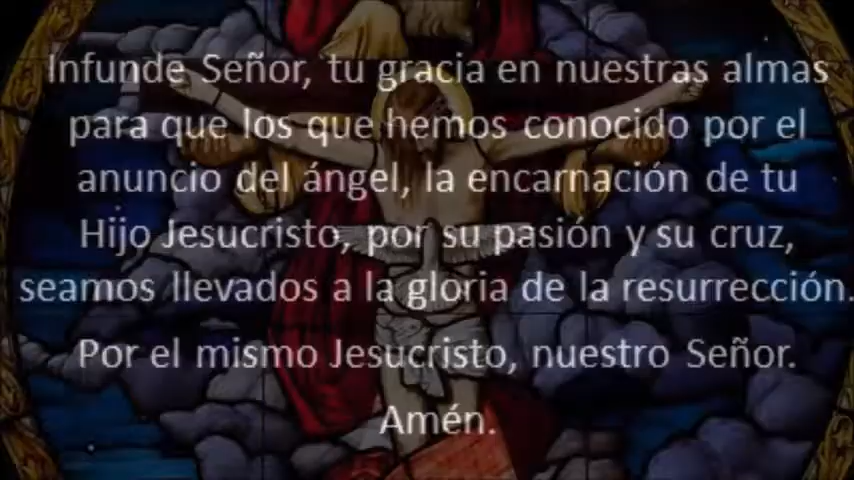 Infunde Señor, tu gracia en nuestras almas
para que los que hemos conocido por el
anuncio del ángel, la encarnación de tu
Hijo Jesucristo, por su pasión y su cruz,
seamos llevados a la gloria de la resurrección.
Por el mismo Jesucristo, nuestro Señor.
Amén.